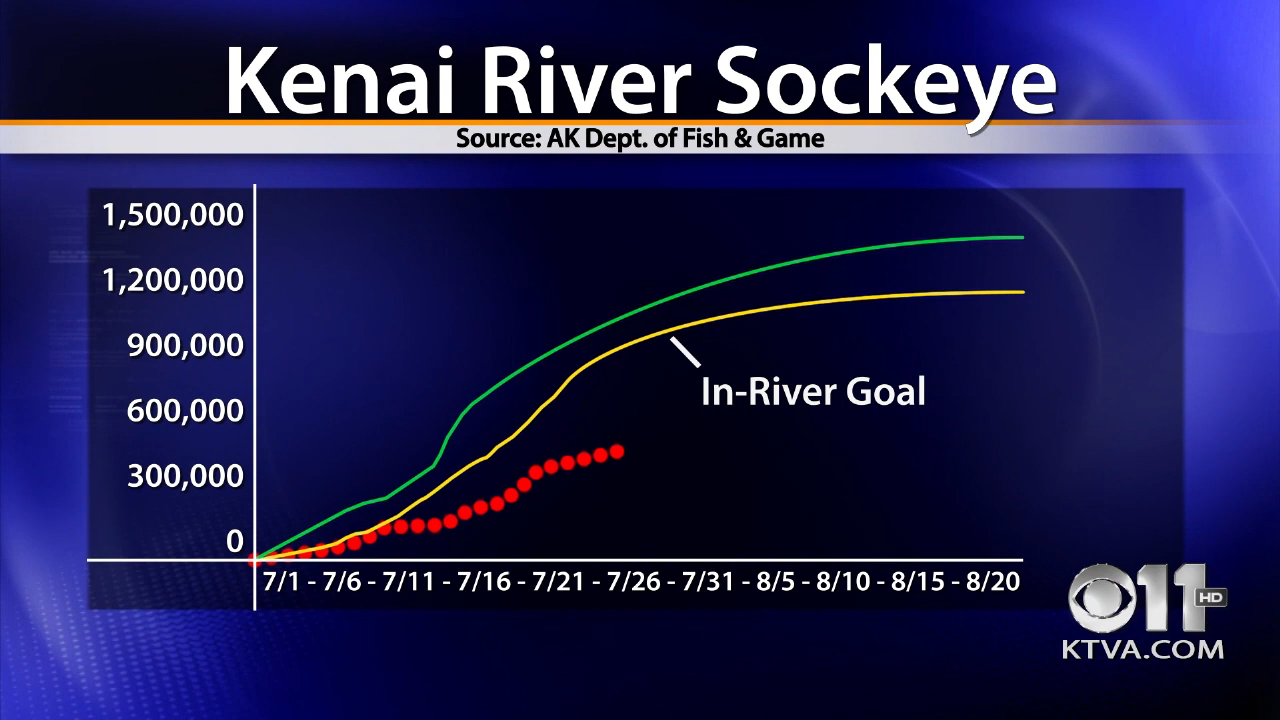 Kenai River Sockeye
Source: AK Dept. of Fish & Game
1,500,000
1,200,000
900,000
600,000
300,000
0
In-River Goal
7/1 - 7/6 - 7/11 - 7/16 - 7/21 - 7/26 - 7/31 - 8/5 - 8/10 - 8/15 - 8/20
11 HD
KTVA.COM